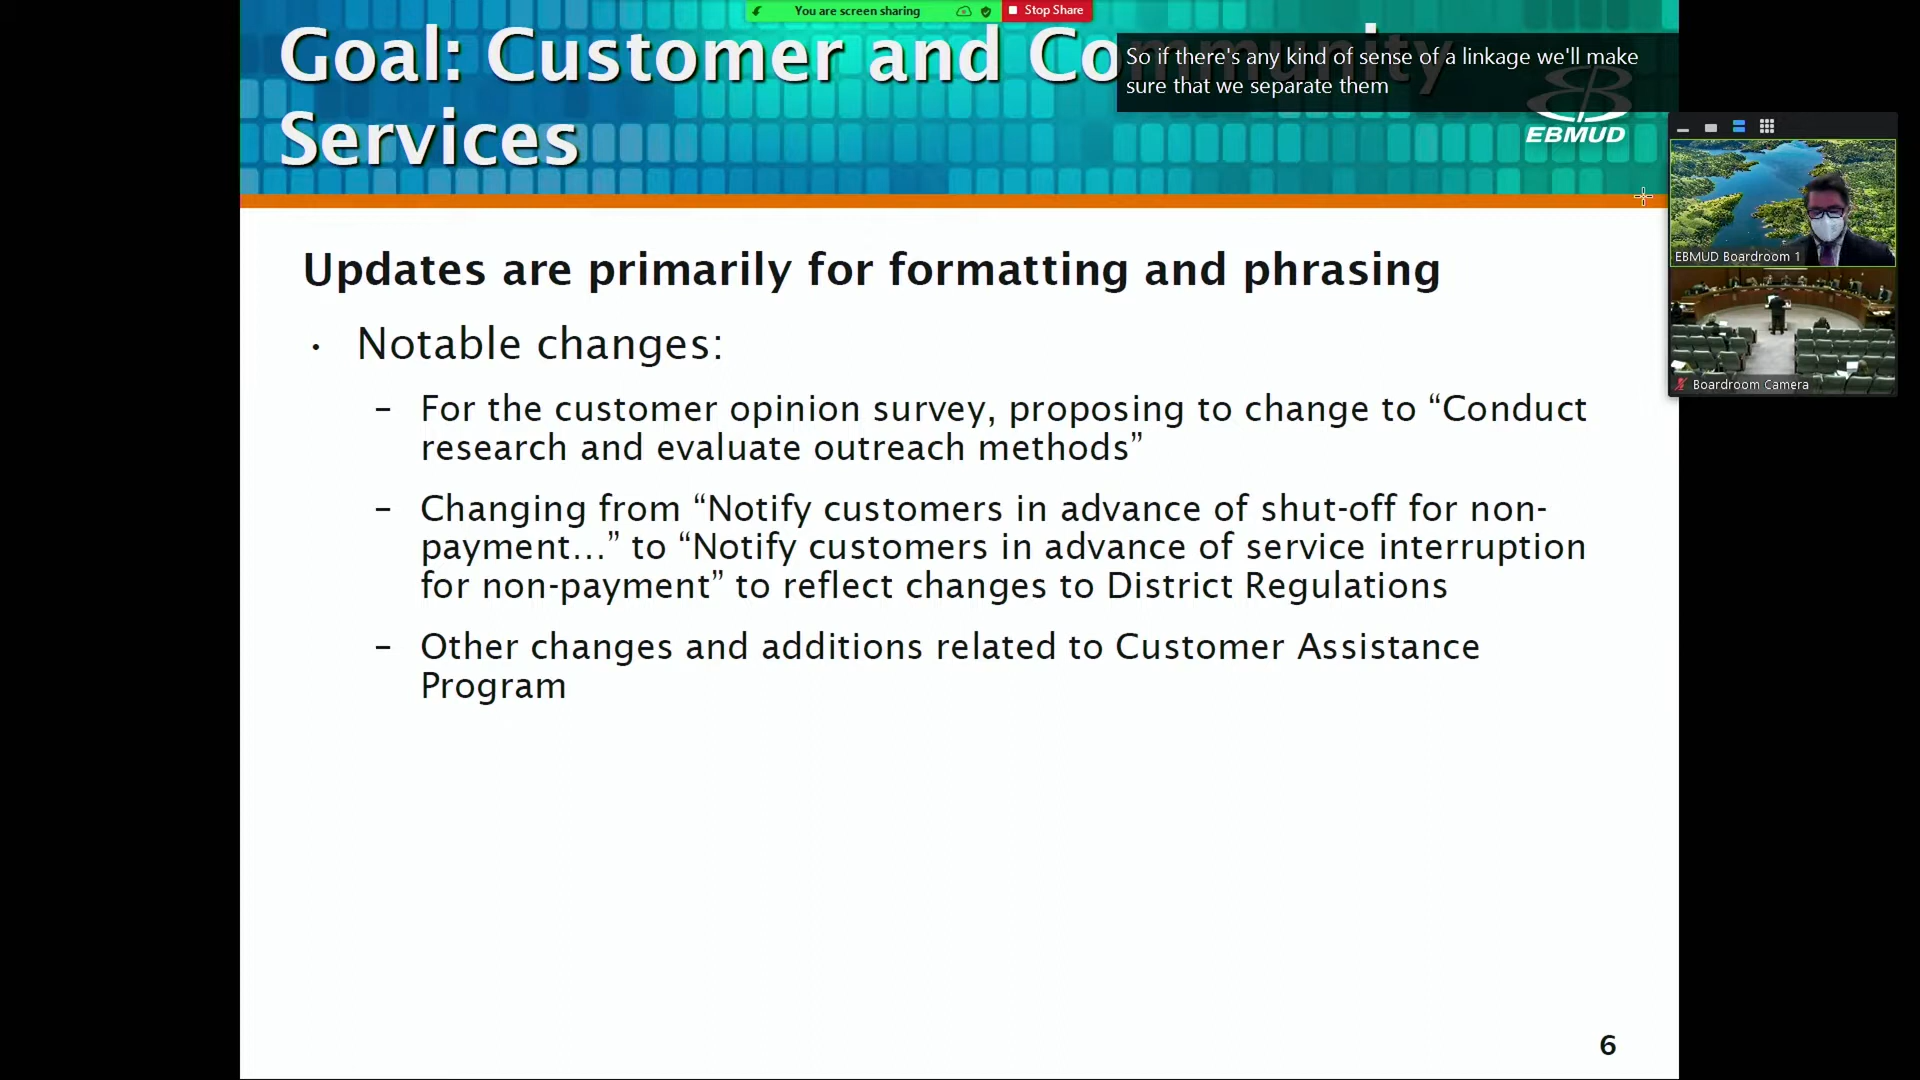 You are screen sharing
Stop Share
Goal: Customer and Community
Services
So if there's any kind of sense of a linkage we'll make
sure that we separate them
EBMUD
EBMUD Boardroom 1
Boardroom Camera
Updates are primarily for formatting and phrasing
• Notable changes:
– For the customer opinion survey, proposing to change to “Conduct
research and evaluate outreach methods”
– Changing from “Notify customers in advance of shut-off for non-
payment...” to “Notify customers in advance of service interruption
for non-payment” to reflect changes to District Regulations
– Other changes and additions related to Customer Assistance
Program
6